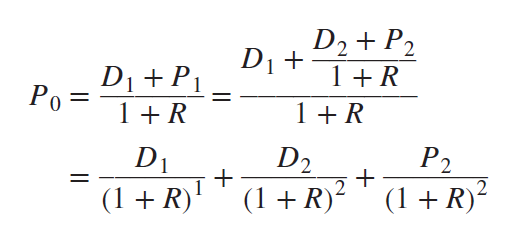 P₀ = (D₁ + P₁)/(1 + R) = (D₁ + (D₂ + P₂)/(1 + R))/(1 + R)
= D₁/(1 + R)¹ + D₂/(1 + R)² + P₂/(1 + R)²